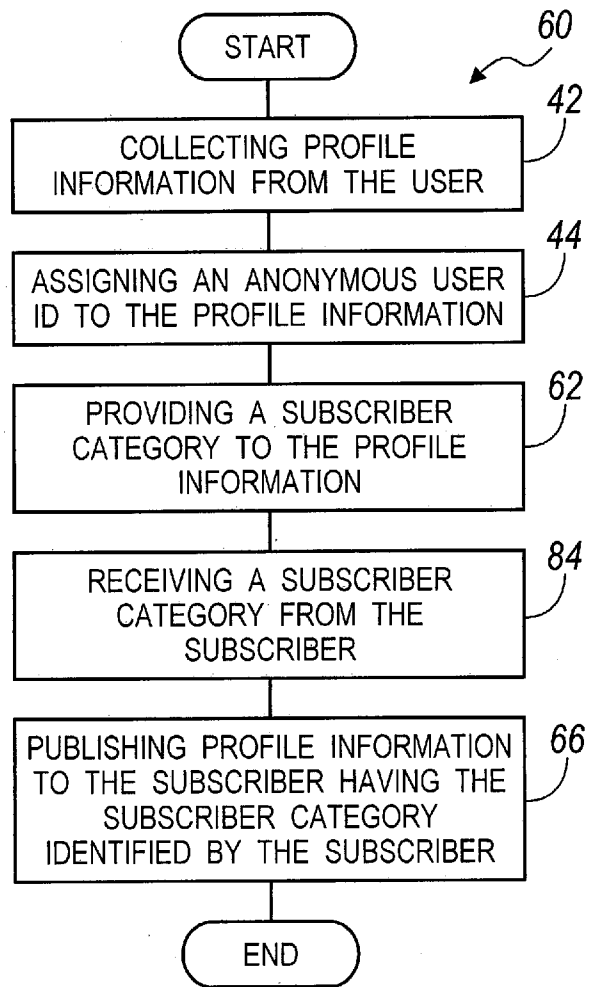 START
60
COLLECTING PROFILE
INFORMATION FROM THE USER
42
ASSIGNING AN ANONYMOUS USER
ID TO THE PROFILE INFORMATION
44
PROVIDING A SUBSCRIBER
CATEGORY TO THE PROFILE
INFORMATION
62
RECEIVING A SUBSCRIBER
CATEGORY FROM THE
SUBSCRIBER
84
PUBLISHING PROFILE INFORMATION
TO THE SUBSCRIBER HAVING THE
SUBSCRIBER CATEGORY
IDENTIFIED BY THE SUBSCRIBER
66
END